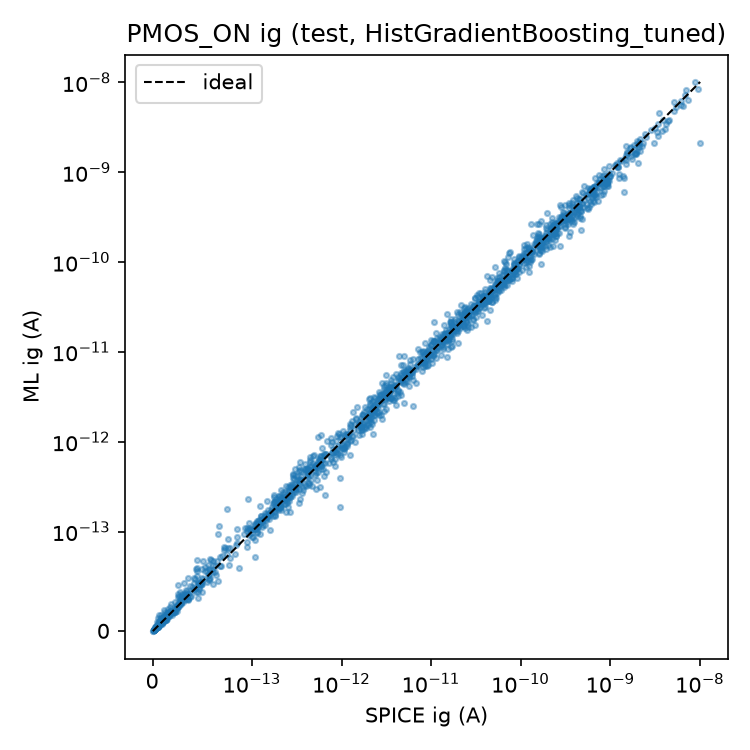 PMOS_ON ig (test, HistGradientBoosting_tuned)
ideal
10⁻⁸
10⁻⁹
10⁻¹⁰
10⁻¹¹
10⁻¹²
10⁻¹³
0
ML ig (A)
0 10⁻¹³ 10⁻¹² 10⁻¹¹ 10⁻¹⁰ 10⁻⁹ 10⁻⁸
SPICE ig (A)